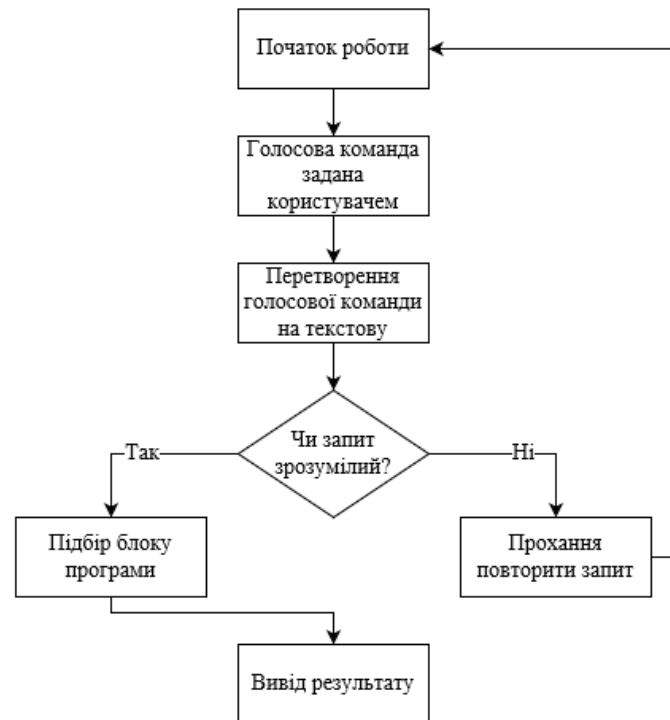 Початок роботи
Голосова команда
задана
користувачем
Перетворення
голосової команди
на текстову
Чи запит
зрозумілий?
Так
Ні
Підбір блоку
програми
Прохання
повторити запит
Вивід результату